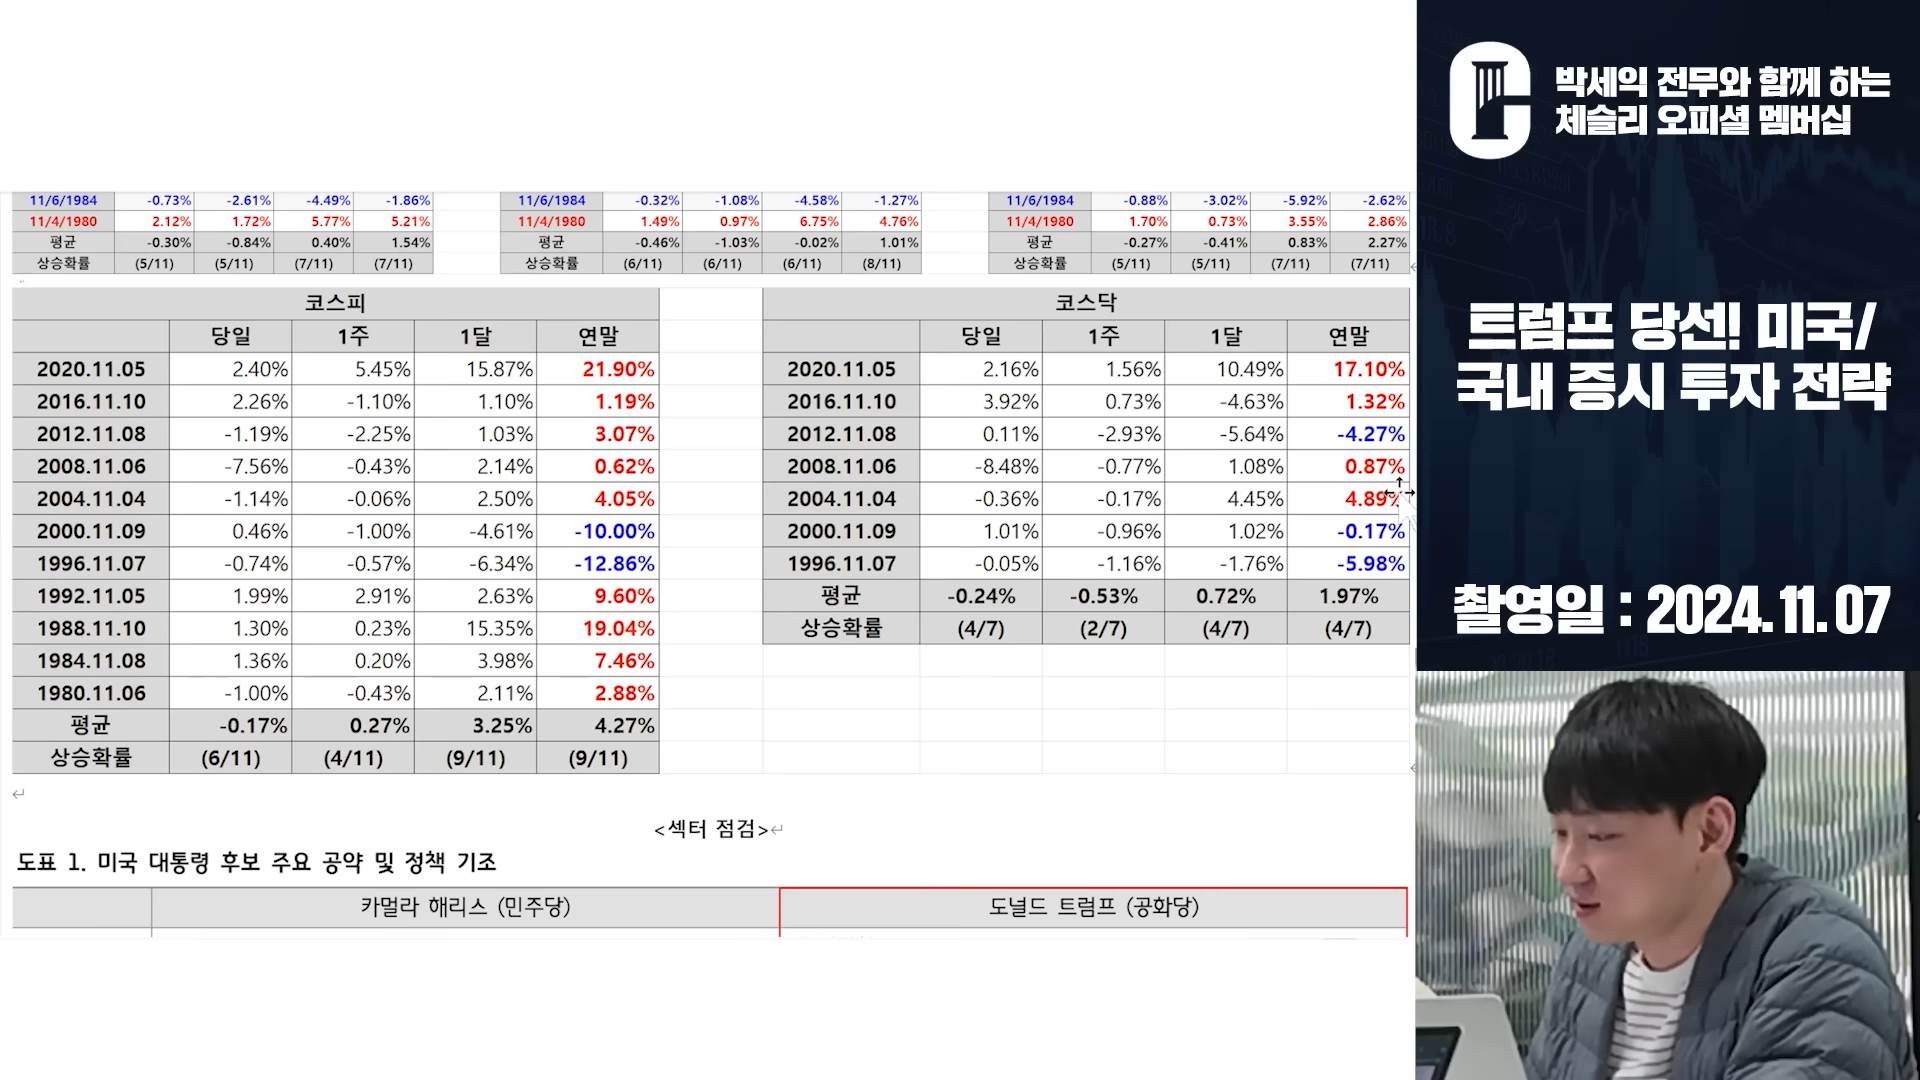 11/6/1984 -0.73% -2.61% -4.49% -1.86% 11/6/1984 -0.32% -1.08% -4.58% -1.27% 11/6/1984 -0.88% -3.02% -5.92% -2.62%
11/4/1980 2.12% 1.72% 5.77% 5.21% 11/4/1980 1.49% 0.97% 6.75% 4.76% 11/4/1980 1.70% 0.73% 3.55% 2.86%
평균 -0.30% -0.84% 0.40% 1.54% 평균 -0.46% -1.03% -0.02% 1.01% 평균 -0.27% -0.41% 0.83% 2.27%
상승확률 (5/11) (5/11) (7/11) (7/11) 상승확률 (6/11) (6/11) (6/11) (8/11) 상승확률 (5/11) (5/11) (7/11) (7/11)
코스피
당일 1주 1달 연말
2020.11.05 2.40% 5.45% 15.87% 21.90%
2016.11.10 2.26% -1.10% 1.10% 1.19%
2012.11.08 -1.19% -2.25% 1.03% 3.07%
2008.11.06 -7.56% -0.43% 2.14% 0.62%
2004.11.04 -1.14% -0.06% 2.50% 4.05%
2000.11.09 0.46% -1.00% -4.61% -10.00%
1996.11.07 -0.74% -0.57% -6.34% -12.86%
1992.11.05 1.99% 2.91% 2.63% 9.60%
1988.11.10 1.30% 0.23% 15.35% 19.04%
1984.11.08 1.36% 0.20% 3.98% 7.46%
1980.11.06 -1.00% -0.43% 2.11% 2.88%
평균 -0.17% 0.27% 3.25% 4.27%
상승확률 (6/11) (4/11) (9/11) (9/11)
코스닥
당일 1주 1달 연말
2020.11.05 2.16% 1.56% 10.49% 17.10%
2016.11.10 3.92% 0.73% -4.63% 1.32%
2012.11.08 0.11% -2.93% -5.64% -4.27%
2008.11.06 -8.48% -0.77% 1.08% 0.87%
2004.11.04 -0.36% -0.17% 4.45% 4.89%
2000.11.09 1.01% -0.96% 1.02% -0.17%
1996.11.07 -0.05% -1.16% -1.76% -5.98%
평균 -0.24% -0.53% 0.72% 1.97%
상승확률 (4/7) (2/7) (4/7) (4/7)
<섹터 점검>
도표 1. 미국 대통령 후보 주요 공약 및 정책 기조
카멀라 해리스 (민주당) 도널드 트럼프 (공화당)
박세익 전무와 함께 하는
체슬리 오피셜 멤버십
트럼프 당선! 미국/
국내 증시 투자 전략
촬영일 : 2024.11.07